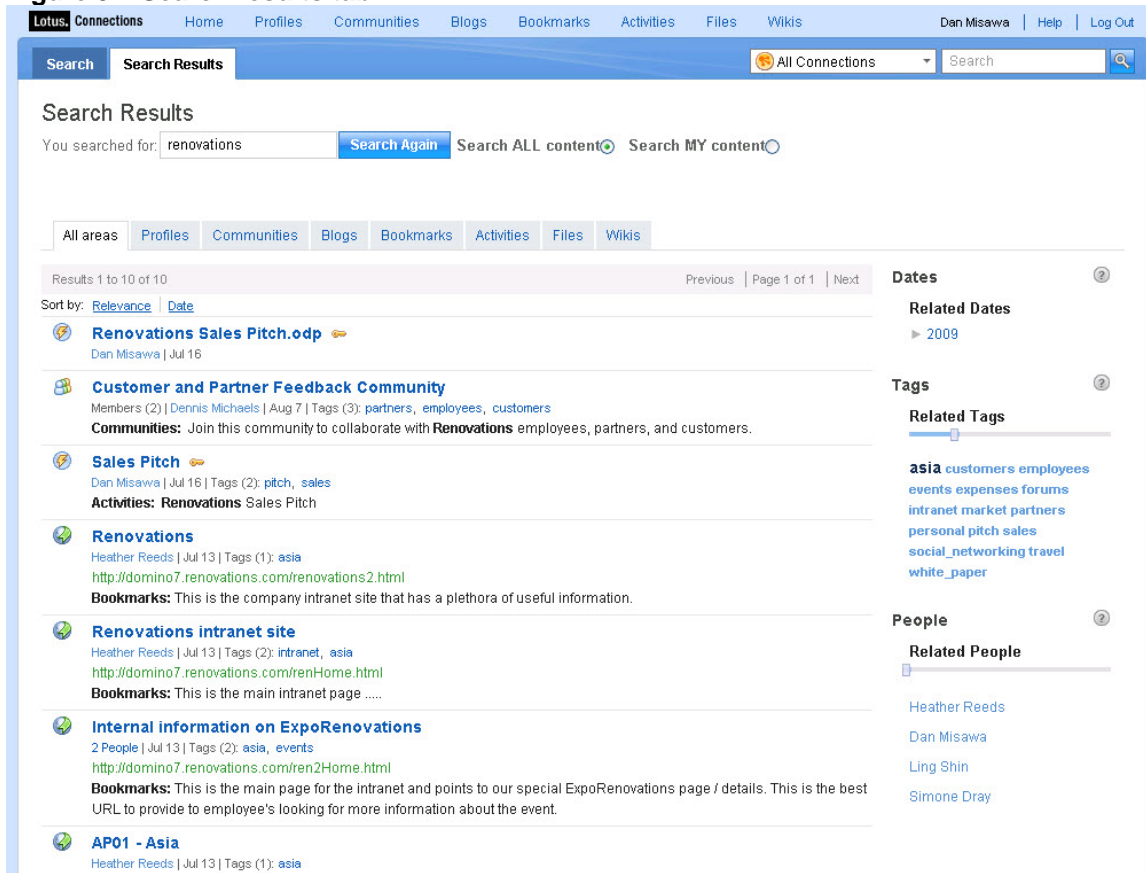 Lotus. Connections Home Profiles Communities Blogs Bookmarks Activities Files Wikis Dan Misawa | Help | Log Out
Search Search Results All Connections Search
Search Results
You searched for: renovations Search Again Search ALL content Search MY content
All areas Profiles Communities Blogs Bookmarks Activities Files Wikis
Results 1 to 10 of 10 Previous | Page 1 of 1 | Next
Sort by: Relevance | Date
Renovations Sales Pitch.odp
Dan Misawa | Jul 16
Customer and Partner Feedback Community
Members (2) | Dennis Michaels | Aug 7 | Tags (3): partners, employees, customers
Communities: Join this community to collaborate with Renovations employees, partners, and customers.
Sales Pitch
Dan Misawa | Jul 16 | Tags (2): pitch, sales
Activities: Renovations Sales Pitch
Renovations
Heather Reeds | Jul 13 | Tags (1): asia
http://domino7.renovations.com/renovations2.html
Bookmarks: This is the company intranet site that has a plethora of useful information.
Renovations intranet site
Heather Reeds | Jul 13 | Tags (2): intranet, asia
http://domino7.renovations.com/renHome.html
Bookmarks: This is the main intranet page .....
Internal information on ExpoRenovations
2 People | Jul 13 | Tags (2): asia, events
http://domino7.renovations.com/ren2Home.html
Bookmarks: This is the main page for the intranet and points to our special ExpoRenovations page / details. This is the best
URL to provide to employee's looking for more information about the event.
AP01 - Asia
Heather Reeds | Jul 13 | Tags (1): asia
Dates ?
Related Dates
2009
Tags ?
Related Tags
asia customers employees
events expenses forums
intranet market partners
personal pitch sales
social_networking travel
white_paper
People ?
Related People
Heather Reeds
Dan Misawa
Ling Shin
Simone Dray